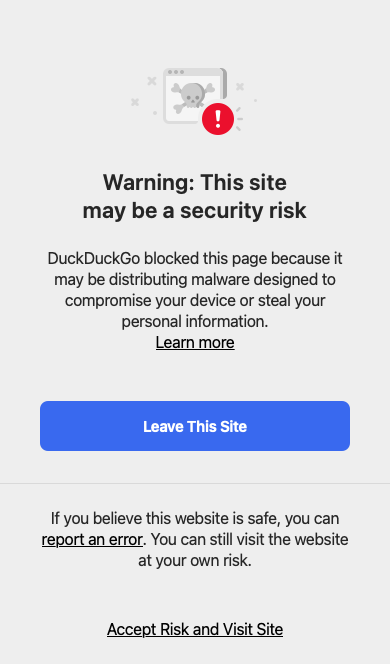 Warning: This site
may be a security risk
DuckDuckGo blocked this page because it
may be distributing malware designed to
compromise your device or steal your
personal information.
Learn more
Leave This Site
If you believe this website is safe, you can
report an error. You can still visit the website
at your own risk.
Accept Risk and Visit Site